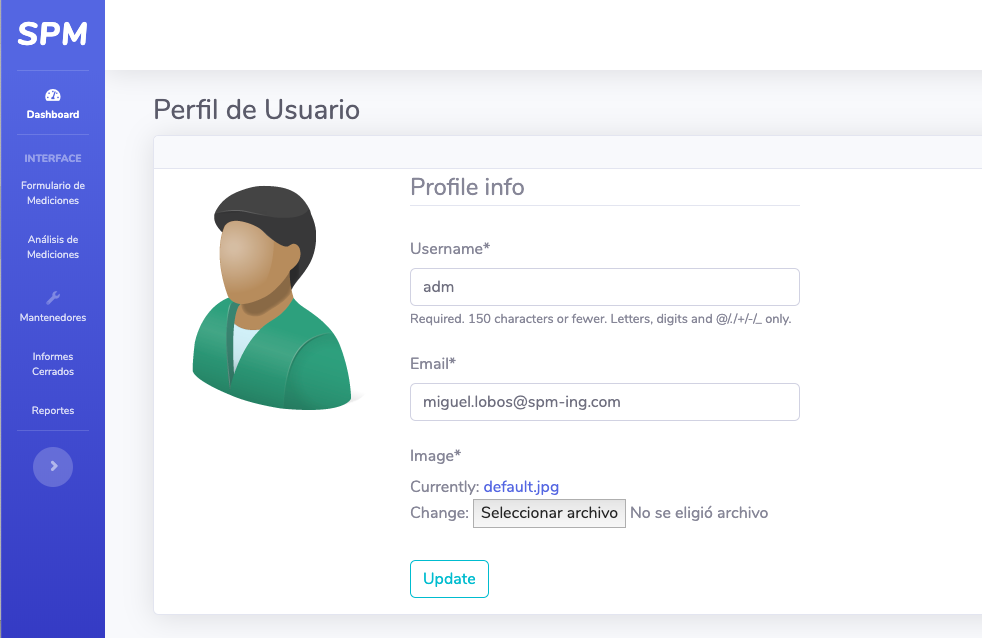 SPM
Dashboard
INTERFACE
Formulario de
Mediciones
Análisis de
Mediciones
Mantenedores
Informes
Cerrados
Reportes
Perfil de Usuario
Profile info
Username*
adm
Required. 150 characters or fewer. Letters, digits and @/./+/-/_ only.
Email*
miguel.lobos@spm-ing.com
Image*
Currently: default.jpg
Change: Seleccionar archivo No se eligió archivo
Update